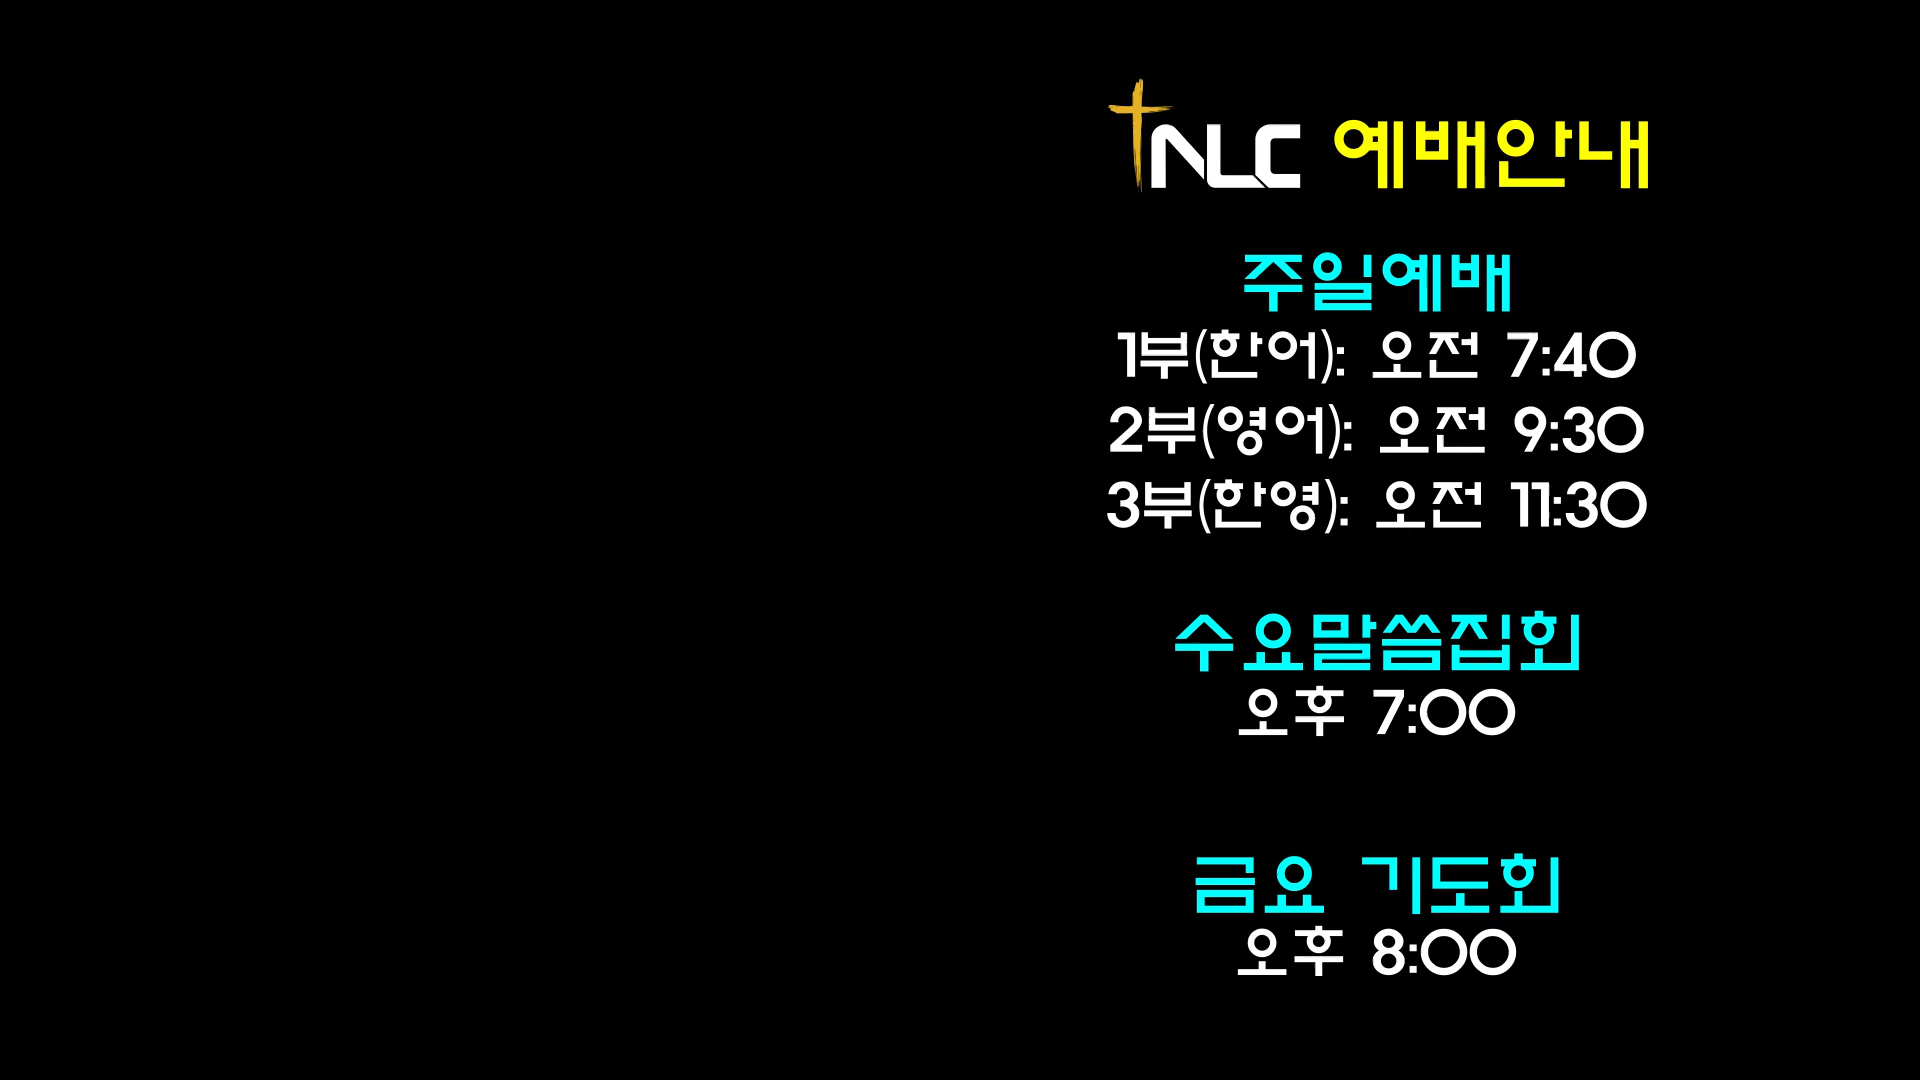 NLC 예배안내
주일예배
1부(한어): 오전 7:40
2부(영어): 오전 9:30
3부(한영): 오전 11:30
수요말씀집회
오후 7:00
금요 기도회
오후 8:00